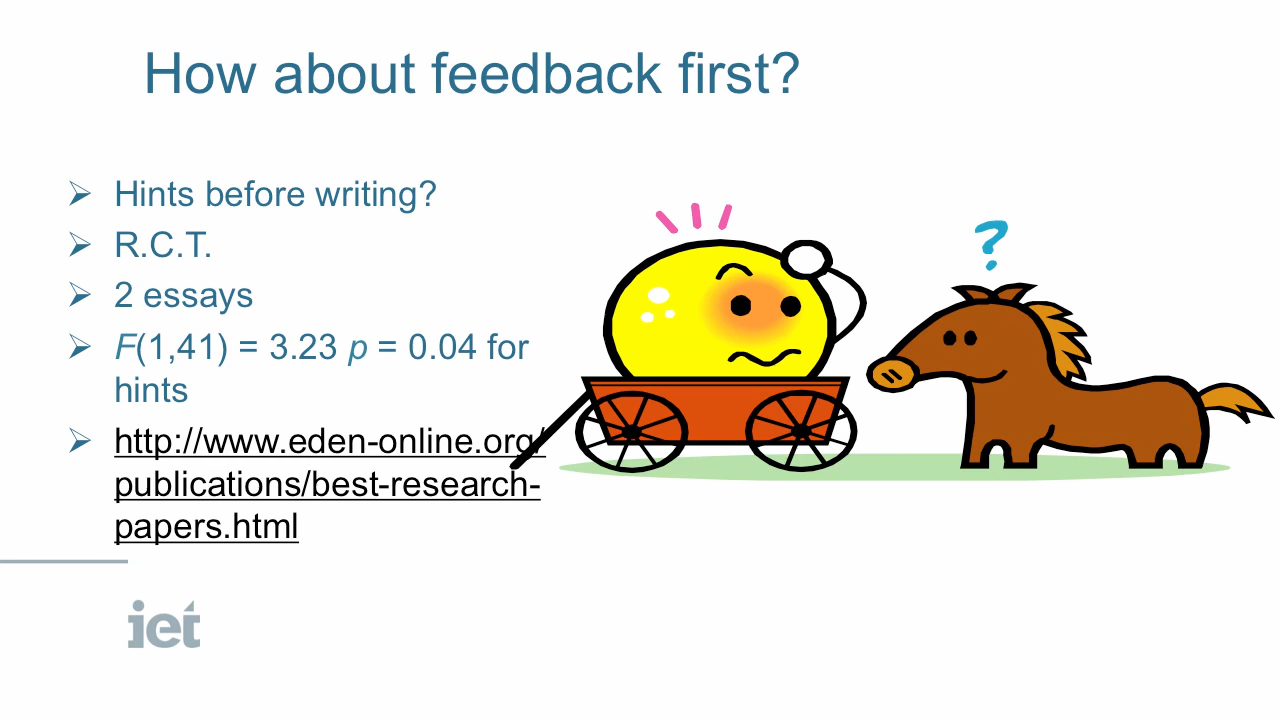 How about feedback first?
➢ Hints before writing?
➢ R.C.T.
➢ 2 essays
➢ F(1,41) = 3.23 p = 0.04 for
hints
➢ http://www.eden-online.org/
publications/best-research-
papers.html
?
iet